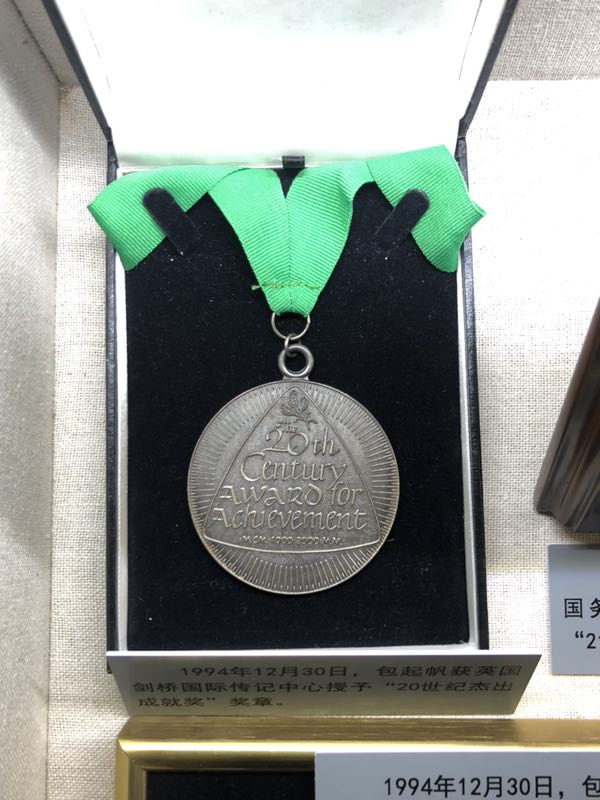 The
20th
Century
Award for
Achievement
1900-2000
1994年12月30日，包起帆获英国
剑桥国际传记中心授予“20世纪杰出
成就奖”奖章。
国务
“2
1994年12月30日，包